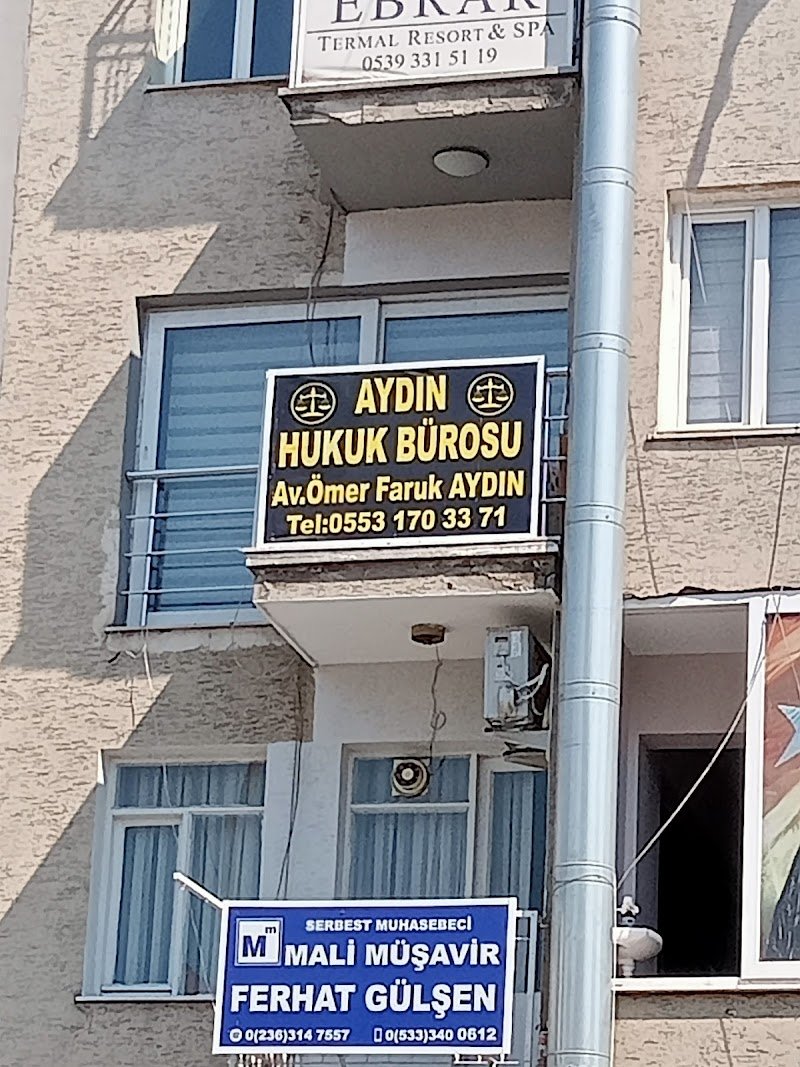 EBRAR
TERMAL RESORT & SPA
0539 331 51 19
AYDIN
HUKUK BÜROSU
Av.Ömer Faruk AYDIN
Tel:0553 170 33 71
SERBEST MUHASEBECİ
Mm MALİ MÜŞAVİR
FERHAT GÜLŞEN
0(236)314 7557 0(533)340 0612